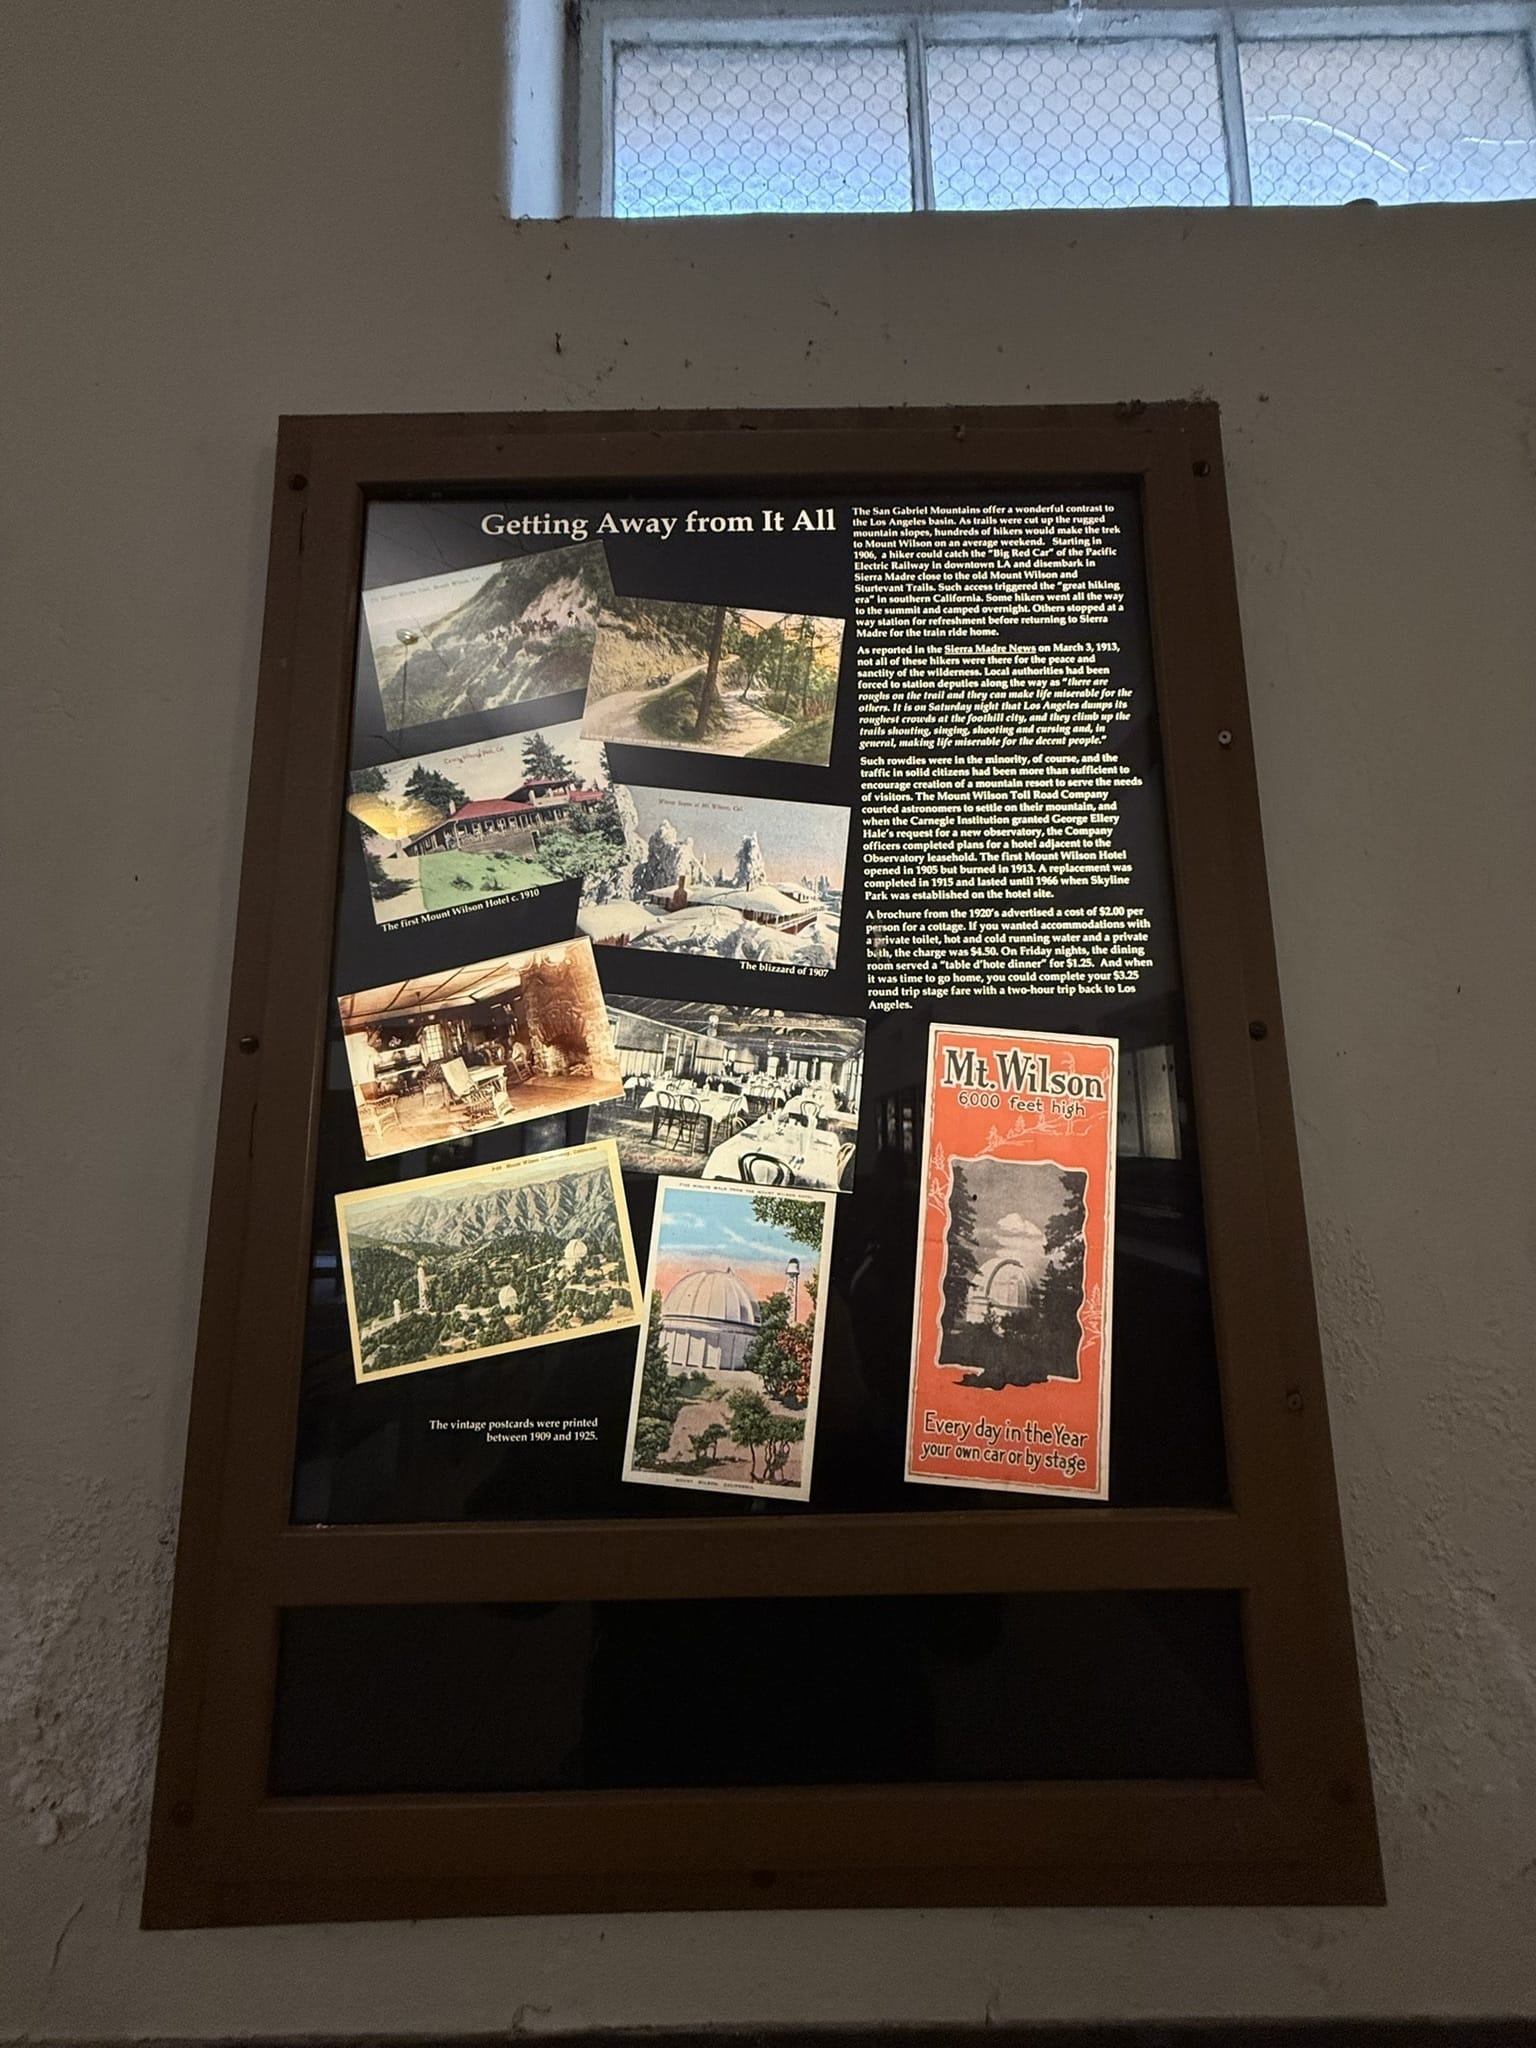 Getting Away from It All
The San Gabriel Mountains offer a wonderful contrast to
the Los Angeles basin. As trails were cut up the rugged
mountain slopes, hundreds of hikers would make the trek
to Mount Wilson on an average weekend. Starting in
1906, a hiker could catch the "Big Red Car" of the Pacific
Electric Railway in downtown LA and disembark in
Sierra Madre close to the old Mount Wilson and
Sturtevant Trails. Such access triggered the "great hiking
era" in southern California. Some hikers went all the way
to the summit and camped overnight. Others stopped at a
way station for refreshment before returning to Sierra
Madre for the train ride home.
As reported in the Sierra Madre News on March 3, 1913,
not all of these hikers were there for the peace and
sanctity of the wilderness. Local authorities had been
forced to station deputies along the way as "there are
roughs on the trail and they can make life miserable for the
others. It is on Saturday night that Los Angeles dumps its
roughest crowds at the foothill city, and they climb up the
trails shouting, singing, shooting and cursing and, in
general, making life miserable for the decent people."
Such rowdies were in the minority, of course, and the
traffic in solid citizens had been more than sufficient to
encourage creation of a mountain resort to serve the needs
of visitors. The Mount Wilson Toll Road Company
courted astronomers to settle on their mountain, and
when the Carnegie Institution granted George Ellery
Hale's request for a new observatory, the Company
officers completed plans for a hotel adjacent to the
Observatory leasehold. The first Mount Wilson Hotel
opened in 1905 but burned in 1913. A replacement was
completed in 1915 and lasted until 1966 when Skyline
Park was established on the hotel site.
A brochure from the 1920's advertised a cost of $2.00 per
person for a cottage. If you wanted accommodations with
a private toilet, hot and cold running water and a private
bath, the charge was $4.50. On Friday nights, the dining
room served a "table d'hote dinner" for $1.25. And when
it was time to go home, you could complete your $3.25
round trip stage fare with a two-hour trip back to Los
Angeles.
The first Mount Wilson Hotel c. 1910
Winter Scene at Mt. Wilson, Cal.
The blizzard of 1907
Mount Wilson Observatory, California
FIVE MINUTE WALK FROM THE MOUNT WILSON HOTEL
MOUNT WILSON, CALIFORNIA
The vintage postcards were printed
between 1909 and 1925.
Mt. Wilson
6000 feet high
Every day in the Year
your own car or by stage